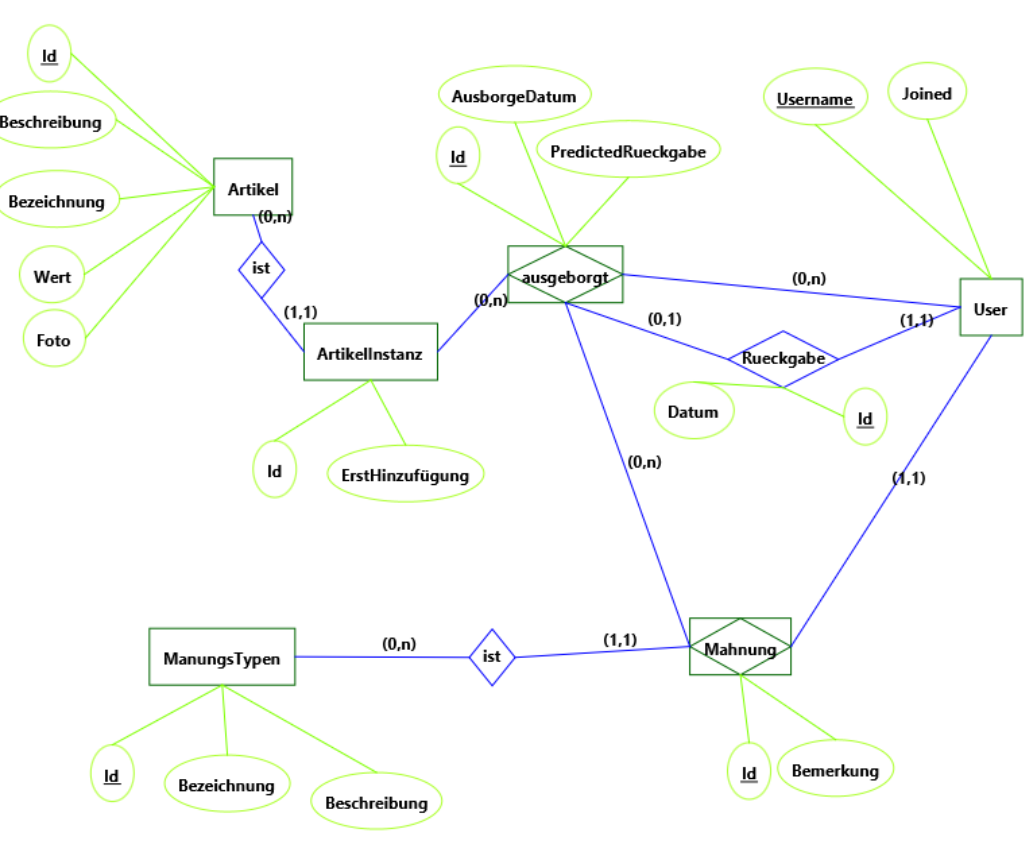 Id
Beschreibung
Bezeichnung
Wert
Foto
Artikel
(0,n)
ist
(1,1)
ArtikelInstanz
Id
ErstHinzufügung
(0,n)
AusborgeDatum
Id
PredictedRueckgabe
ausgeborgt
(0,n)
Username
Joined
User
(0,1)
Rueckgabe
(1,1)
Datum
Id
(0,n)
(1,1)
ManungsTypen
(0,n)
ist
(1,1)
Mahnung
Id
Bezeichnung
Beschreibung
Id
Bemerkung